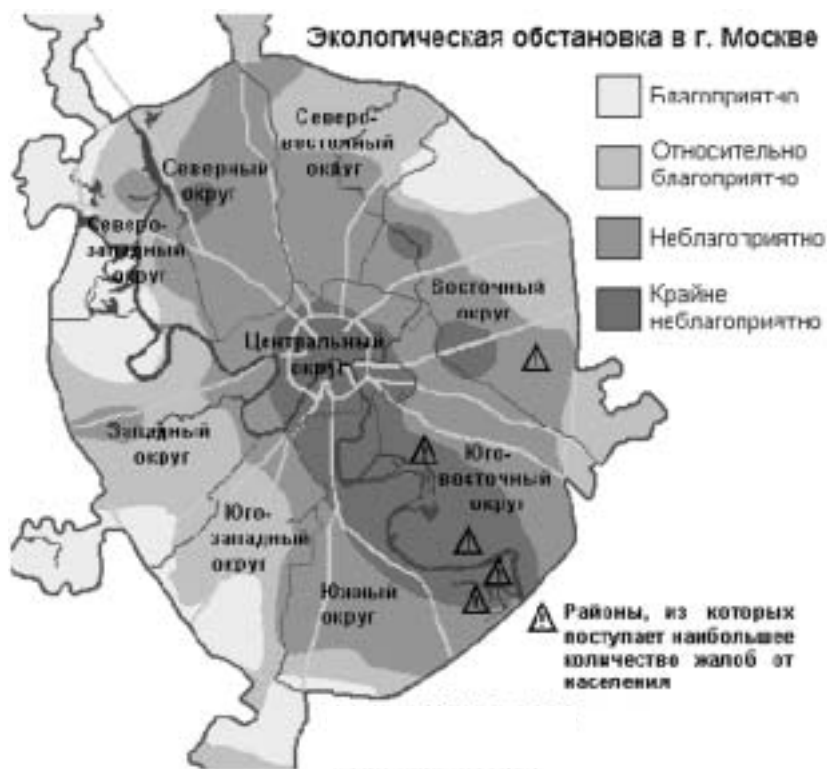 Экологическая обстановка в г. Москве
Благоприятно
Относительно
благоприятно
Неблагоприятно
Крайне
неблагоприятно
Северо-
восточный
округ
Северный
округ
Северо-
западный
округ
Восточный
округ
Центральный
округ
Западный
округ
Юго-
восточный
округ
Юго-
западный
округ
Южный
округ
Районы, из которых
поступает наибольшее
количество жалоб от
населения